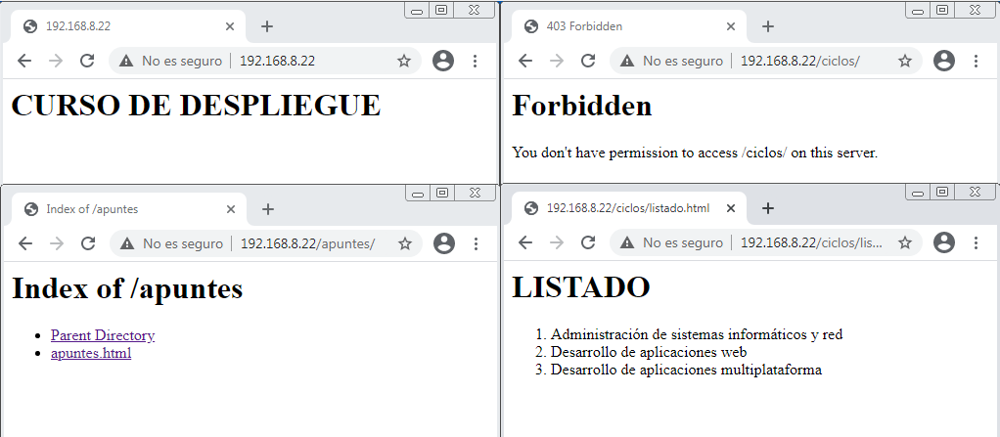 192.168.8.22
No es seguro 192.168.8.22
CURSO DE DESPLIEGUE
403 Forbidden
No es seguro 192.168.8.22/ciclos/
Forbidden
You don't have permission to access /ciclos/ on this server.
Index of /apuntes
No es seguro 192.168.8.22/apuntes/
Index of /apuntes
Parent Directory
apuntes.html
192.168.8.22/ciclos/listado.html
No es seguro 192.168.8.22/ciclos/lis...
LISTADO
1. Administración de sistemas informáticos y red
2. Desarrollo de aplicaciones web
3. Desarrollo de aplicaciones multiplataforma